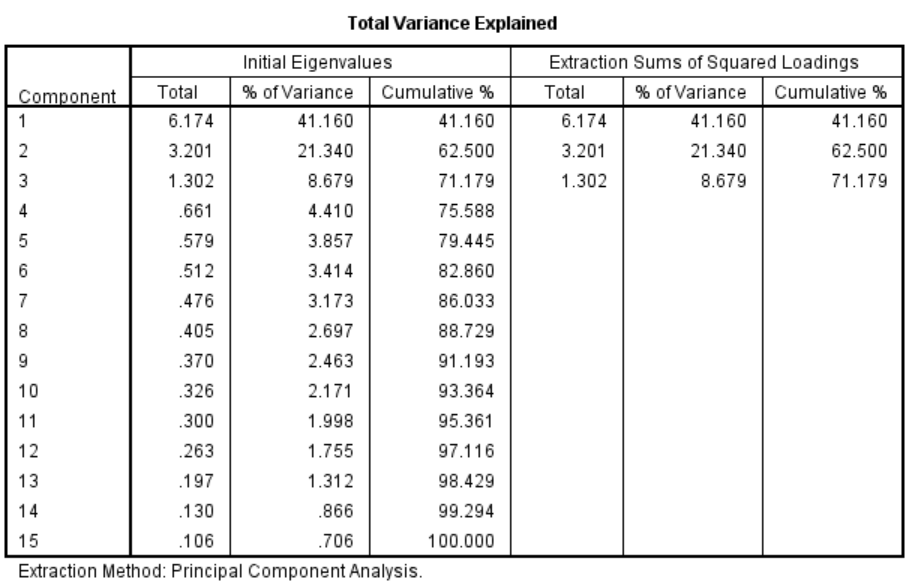 Total Variance Explained
Initial Eigenvalues Extraction Sums of Squared Loadings
Component Total % of Variance Cumulative % Total % of Variance Cumulative %
1 6.174 41.160 41.160 6.174 41.160 41.160
2 3.201 21.340 62.500 3.201 21.340 62.500
3 1.302 8.679 71.179 1.302 8.679 71.179
4 .661 4.410 75.588
5 .579 3.857 79.445
6 .512 3.414 82.860
7 .476 3.173 86.033
8 .405 2.697 88.729
9 .370 2.463 91.193
10 .326 2.171 93.364
11 .300 1.998 95.361
12 .263 1.755 97.116
13 .197 1.312 98.429
14 .130 .866 99.294
15 .106 .706 100.000
Extraction Method: Principal Component Analysis.